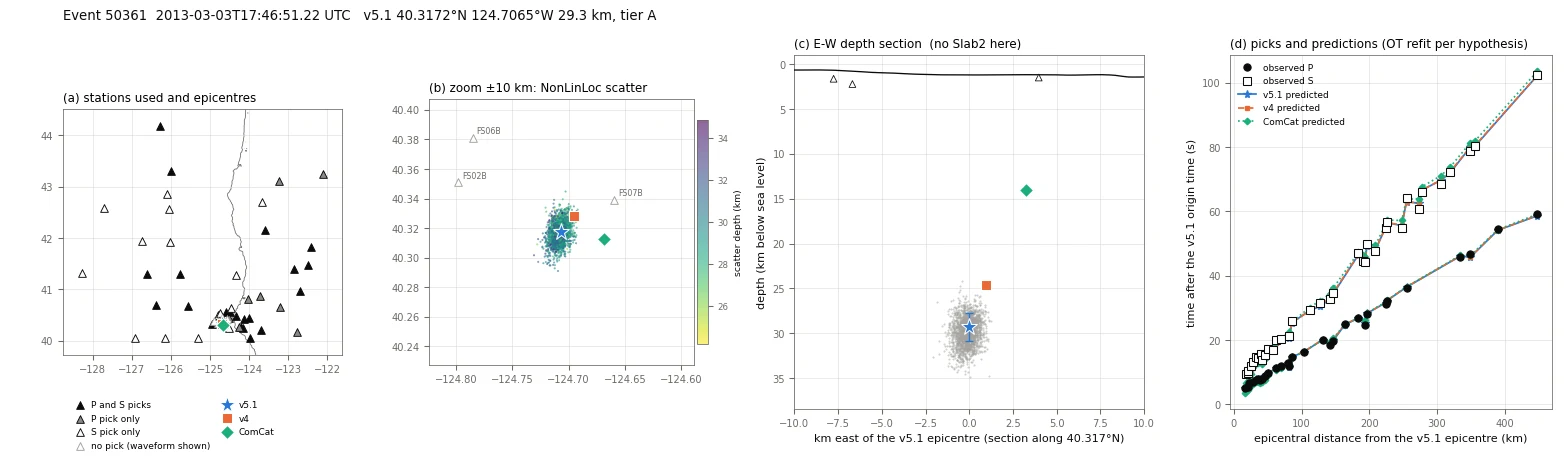 Event 50361  2013-03-03T17:46:51.22 UTC   v5.1 40.3172°N 124.7065°W 29.3 km, tier A
(a) stations used and epicentres
44
43
42
41
40
−128
−127
−126
−125
−124
−123
−122
P and S picks
P pick only
S pick only
no pick (waveform shown)
v5.1
v4
ComCat
(b) zoom ±10 km: NonLinLoc scatter
40.40
40.38
40.36
40.34
40.32
40.30
40.28
40.26
40.24
FS06B
FS02B
FS07B
−124.80
−124.75
−124.70
−124.65
−124.60
34
32
30
28
26
scatter depth (km)
(c) E-W depth section  (no Slab2 here)
depth (km below sea level)
0
5
10
15
20
25
30
35
−10.0
−7.5
−5.0
−2.5
0.0
2.5
5.0
7.5
10.0
km east of the v5.1 epicentre (section along 40.317°N)
(d) picks and predictions (OT refit per hypothesis)
time after the v5.1 origin time (s)
100
80
60
40
20
0
observed P
observed S
v5.1 predicted
v4 predicted
ComCat predicted
0
100
200
300
400
epicentral distance from the v5.1 epicentre (km)